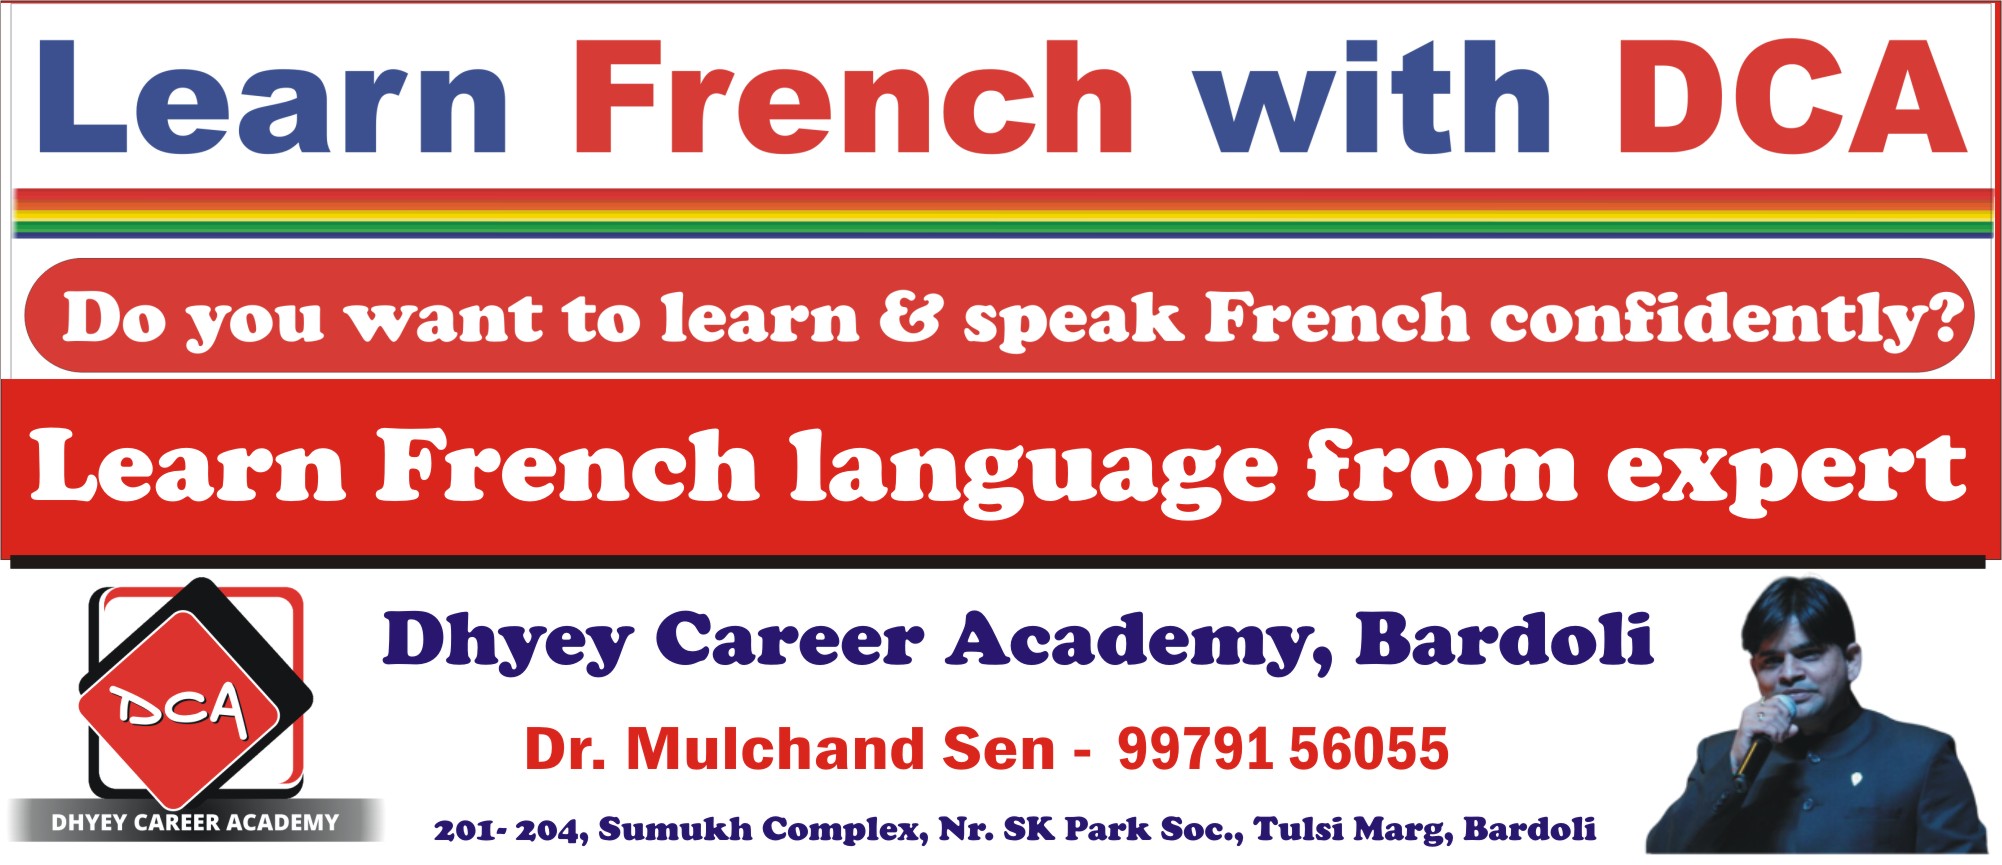 Learn French with DCA
Do you want to learn & speak French confidently?
Learn French language from expert
DCA
DHYEY CAREER ACADEMY
Dhyey Career Academy, Bardoli
Dr. Mulchand Sen - 99791 56055
201- 204, Sumukh Complex, Nr. SK Park Soc., Tulsi Marg, Bardoli